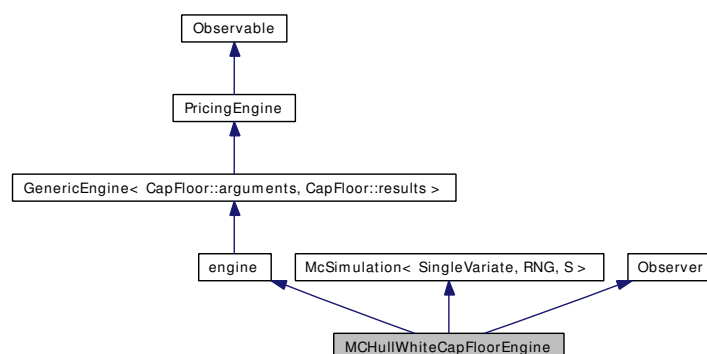 Observable
PricingEngine
GenericEngine< CapFloor::arguments, CapFloor::results >
engine
McSimulation< SingleVariate, RNG, S >
Observer
MCHullWhiteCapFloorEngine